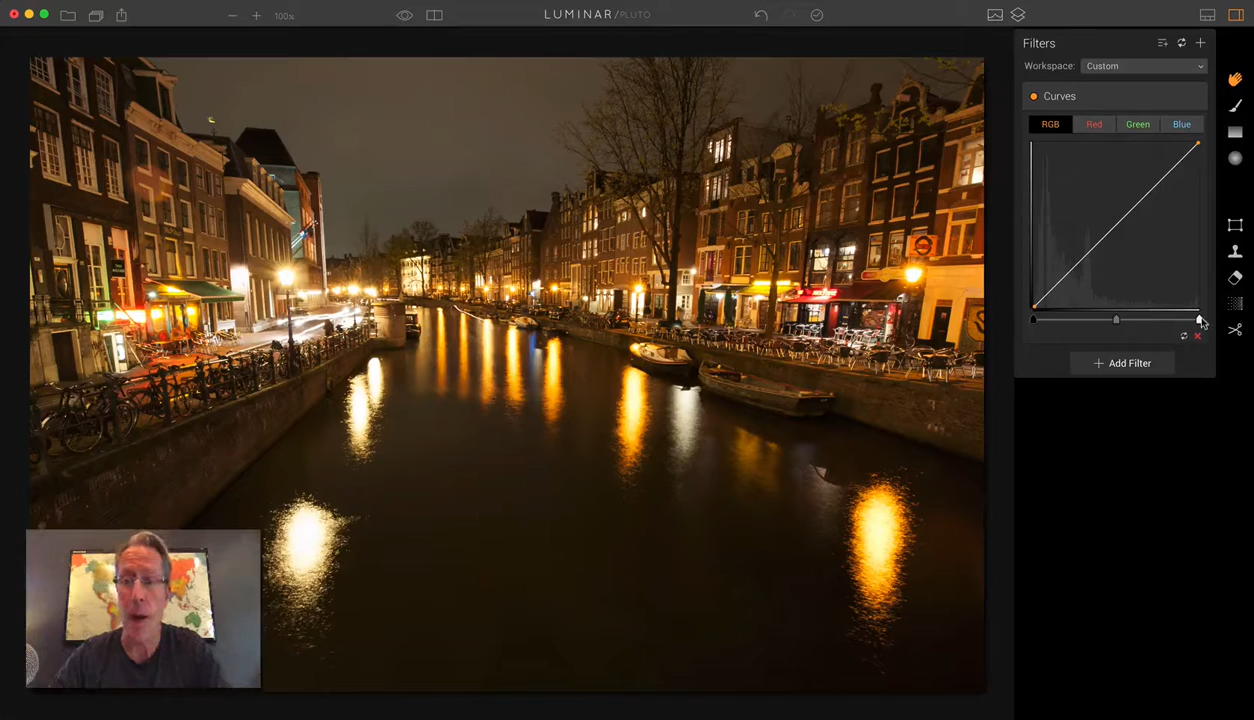 100%
LUMINAR/PLUTO
Filters
Workspace: Custom
Curves
RGB Red Green Blue
Add Filter